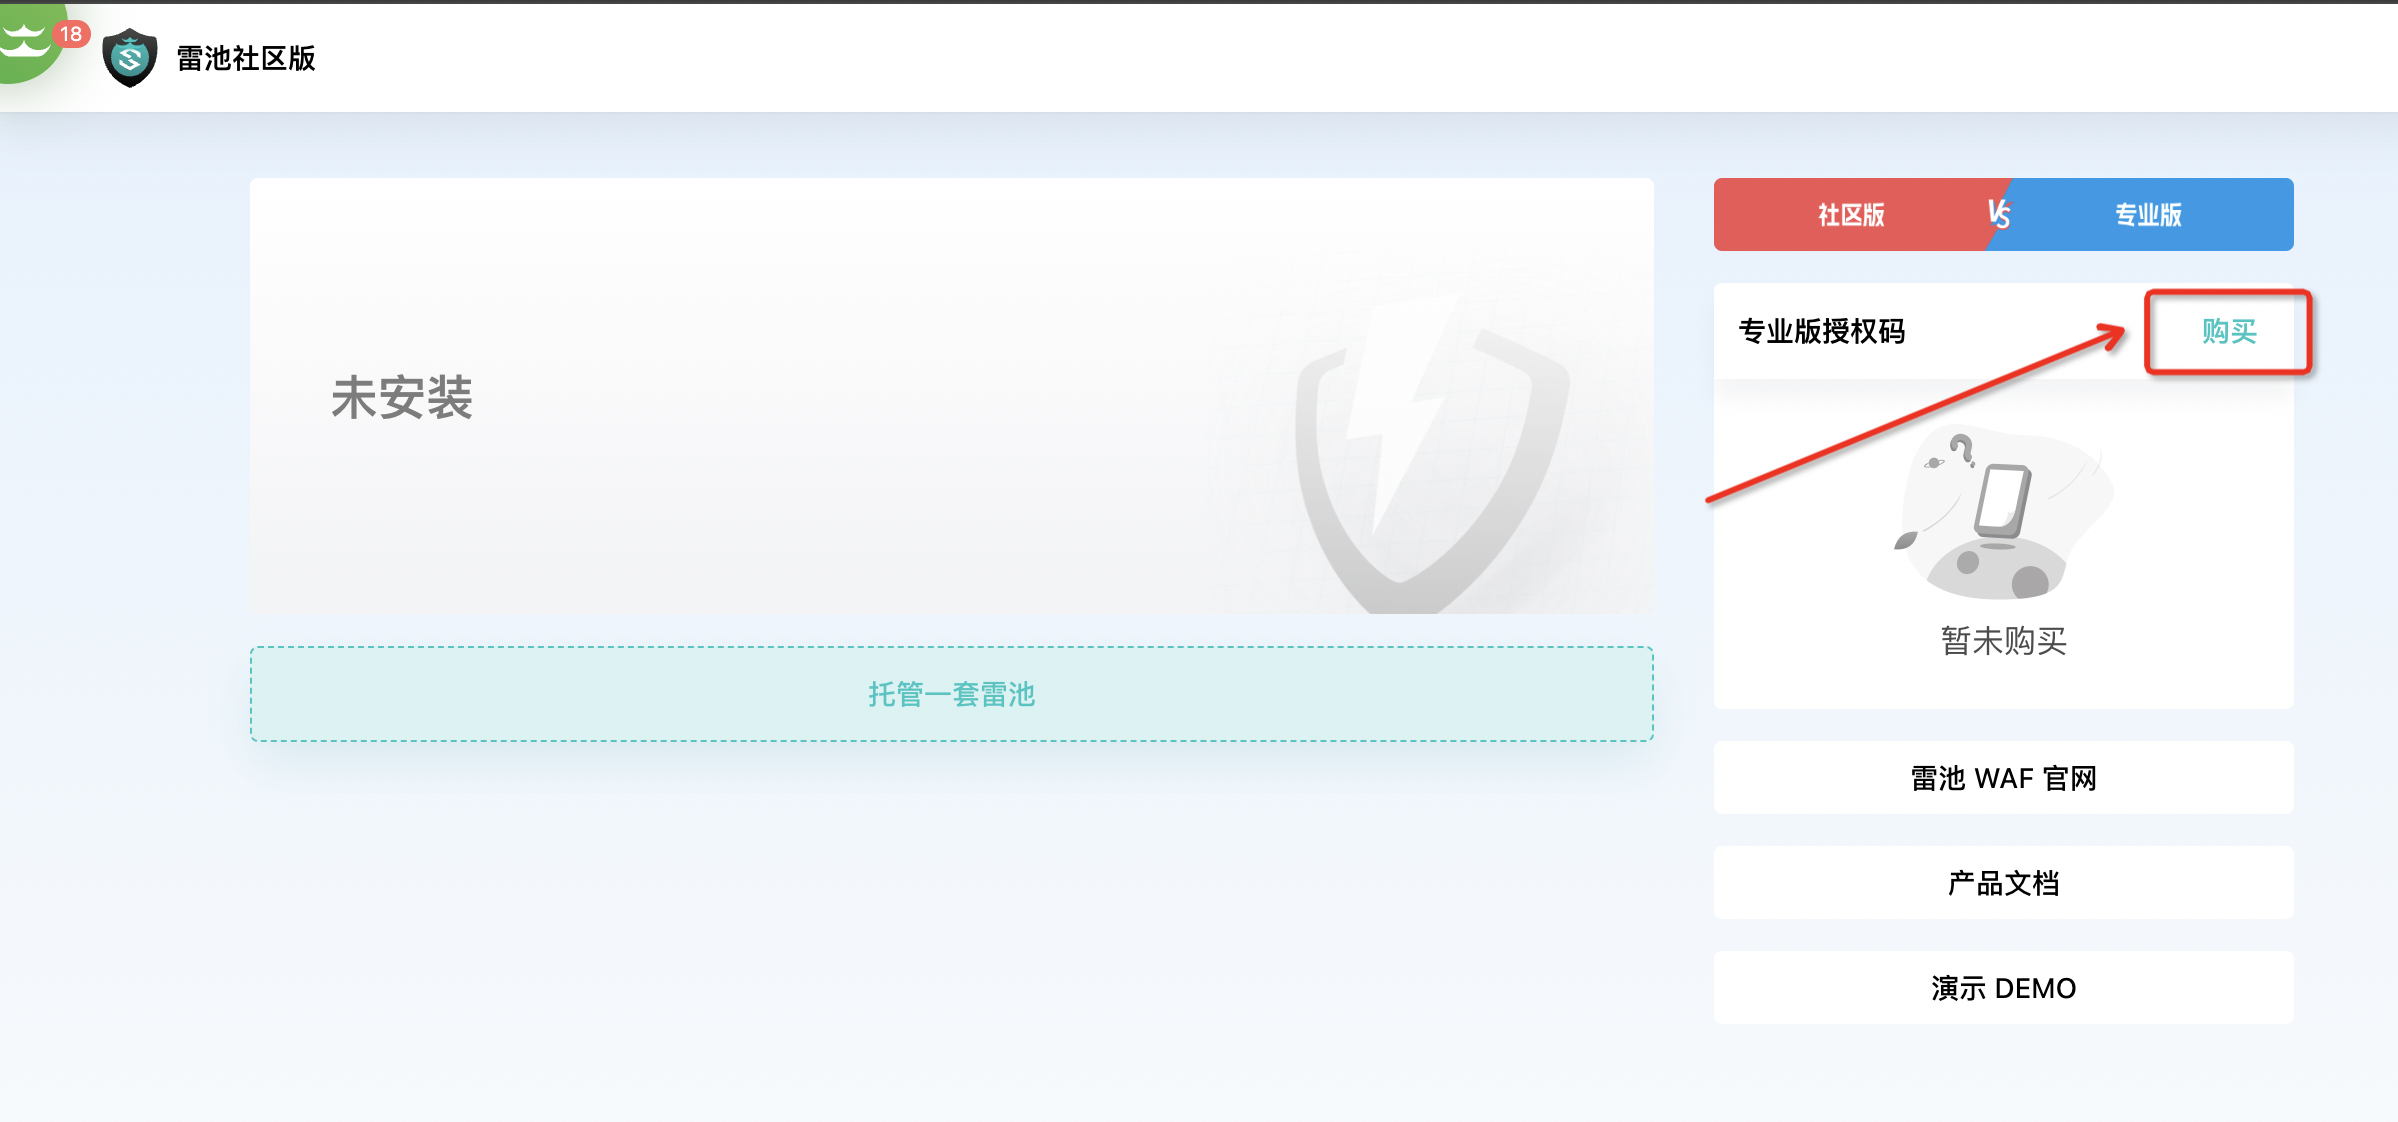 18
雷池社区版
未安装
托管一套雷池
社区版
VS
专业版
专业版授权码
购买
暂未购买
雷池 WAF 官网
产品文档
演示 DEMO